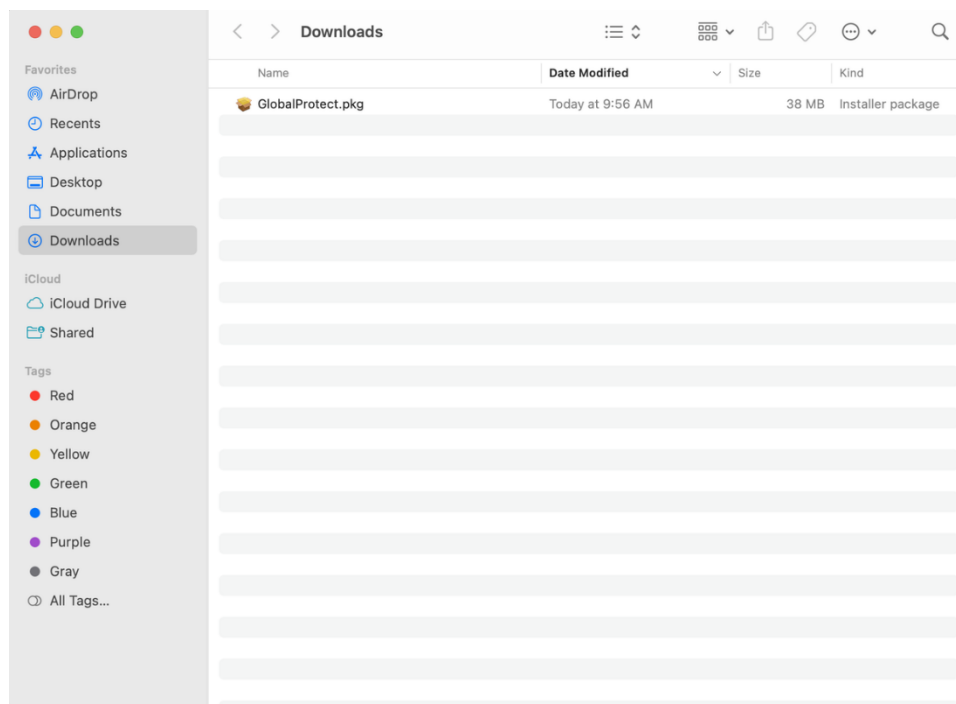 Downloads
Favorites
AirDrop
Recents
Applications
Desktop
Documents
Downloads
iCloud
iCloud Drive
Shared
Tags
Red
Orange
Yellow
Green
Blue
Purple
Gray
All Tags...
Name Date Modified Size Kind
GlobalProtect.pkg Today at 9:56 AM 38 MB Installer package